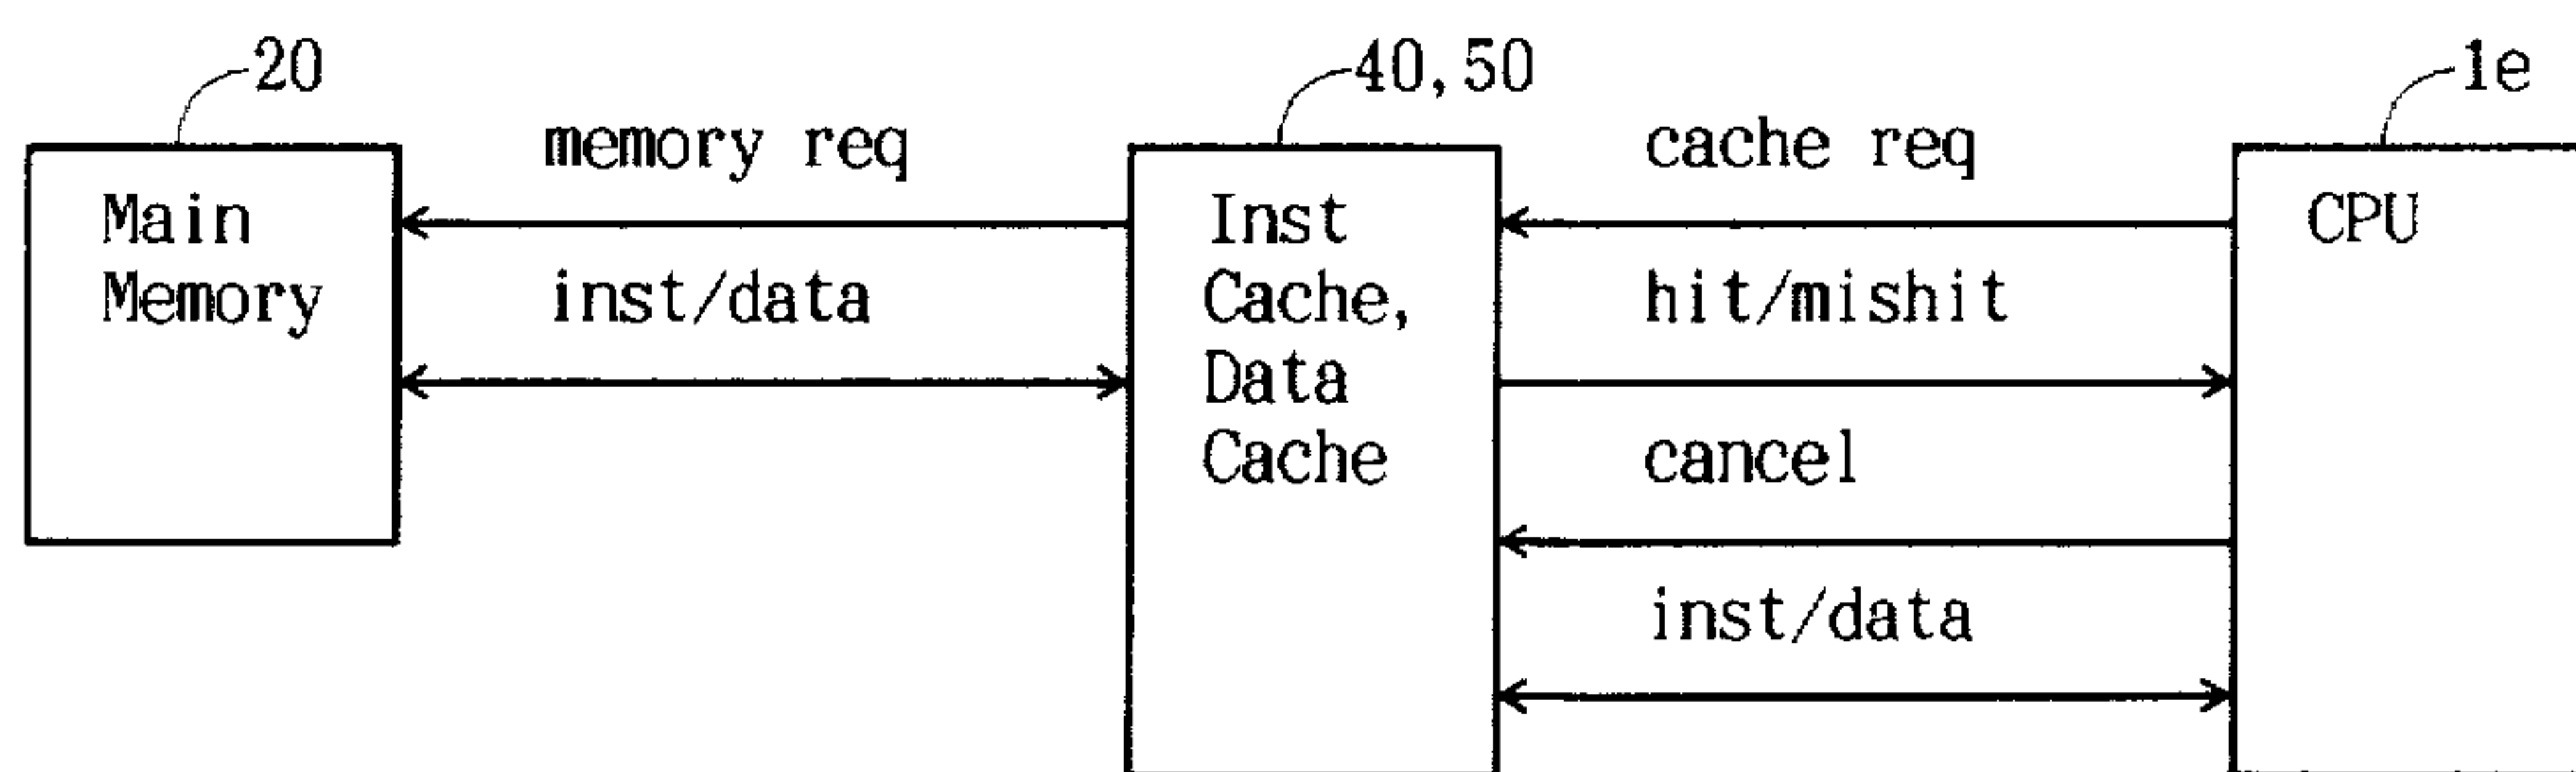 20
40,50
1e
memory req
cache req
Main
Memory
inst/data
Inst
Cache,
Data
Cache
hit/mishit
cancel
inst/data
CPU